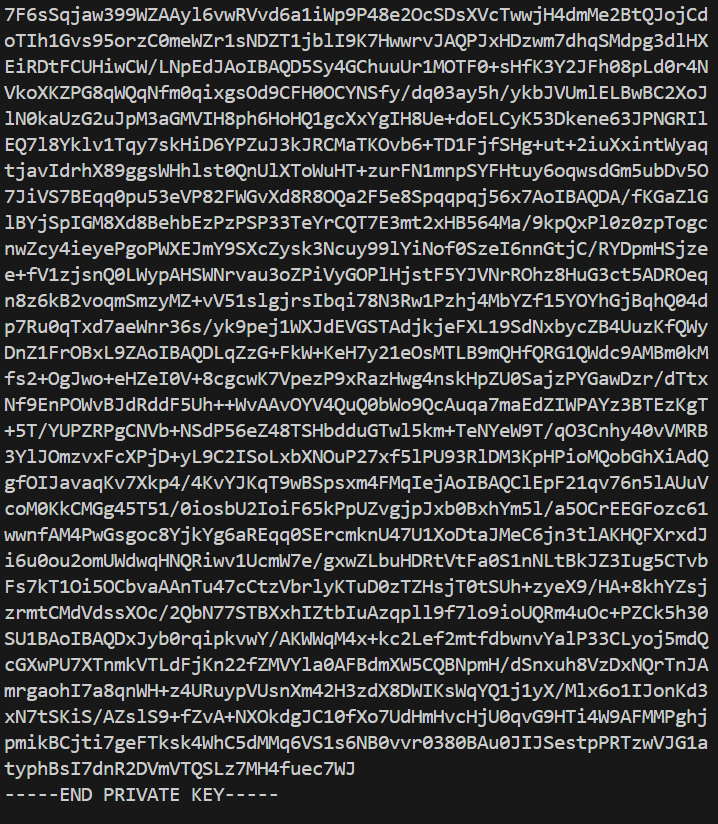 7F6sSqjaw399WZAAyl6vwRVvd6a1iWp9P48e2OcSDsXVcTwwjH4dmMe2BtQJojCd
oTIh1Gvs95orzC0meWZr1sNDZT1jblI9K7HwwrvJAQPJxHDzwm7dhqSMdpg3dlHX
EiRDtFCUHiwCW/LNpEdJAoIBAQD5Sy4GChuuUr1MOTF0+sHfK3Y2JFh08pLd0r4N
VkoXKZPG8qWQqNfm0qixgsOd9CFH0OCYNSfy/dq03ay5h/ykbJVUmlELBwBC2XoJ
lN0kaUzG2uJpM3aGMVIH8ph6HoHQ1gcXxYgIH8Ue+doELCyK53Dkene63JPNGRIl
EQ7l8Yklv1Tqy7skHiD6YPZuJ3kJRCMaTKOvb6+TD1FjfSHg+ut+2iuXxintWyaq
tjavIdrhX89ggsWHhlst0QnUlXToWuHT+zurFN1mnpSYFHtuy6oqwsdGm5ubDv5O
7JiVS7BEqq0pu53eVP82FWGvXd8R8OQa2F5e8Spqqpqj56x7AoIBAQDA/fKGaZlG
lBYjSpIGM8Xd8BehbEzPzPSP33TeYrCQT7E3mt2xHB564Ma/9kpQxPl0z0zpTogc
nwZcy4ieyePgoPWXEJmY9SXcZysk3Ncuy99lYiNof0SzeI6nnGtjC/RYDpmHSjze
e+fV1zjsnQ0LWypAHSWNrvau3oZPiVyGOPlHjstF5YJVNrROhz8HuG3ct5ADROeq
n8z6kB2voqmSmzyMZ+vV51slgjrsIbqi78N3Rw1Pzhj4MbYZf15YOYhGjBqhQ04d
p7Ru0qTxd7aeWnr36s/yk9pej1WXJdEVGSTAdjkjeFXL19SdNxbycZB4UuzKfQWy
DnZ1FrOBxL9ZAoIBAQDLqZzG+FkW+KeH7y21eOsMTLB9mQHfQRG1QWdc9AMBm0kM
fs2+OgJwo+eHZeI0V+8cgcwK7VpezP9xRazHwg4nskHpZU0SajzPYGawDzr/dTtx
Nf9EnPOWvBJdRddF5Uh++WvAAvOYV4QuQ0bWo9QcAuqa7maEdZIWPAYz3BTEzKgT
+5T/YUPZRPgCNVb+NSdP56eZ48TSHbdduGTwl5km+TeNYeW9T/qO3Cnhy40vVMRB
3YlJOmzvxFcXPjD+yL9C2ISoLxbXNOuP27xf5lPU93RlDM3KpHPioMQobGhXiAdQ
gfOIJavaqKv7Xkp4/4KvYJKqT9wBSpsxm4FMqIejAoIBAQClEpF21qv76n5lAUuV
coM0KkCMGg45T51/0iosbU2IoiF65kPpUZvgjpJxb0BxhYm5l/a5OCrEEGFozc61
wwnfAM4PwGsgoc8YjkYg6aREqq0SErcmknU47U1XoDtaJMeC6jn3tlAKHQFXrxdJ
i6u0ou2omUWdwqHNQRiwv1UcmW7e/gxwZLbuHDRtVtFa0S1nNLtBkJZ3Iug5CTvb
Fs7kT1Oi5OCbvaAAnTu47cCtzVbrlyKTuD0zTZHsjT0tSUh+zyeX9/HA+8khYZsj
zrmtCMdVdssXOc/2QbN77STBXxhIZtbIuAzqpll9f7lo9ioUQRm4uOc+PZCk5h30
SU1BAoIBAQDxJyb0rqipkvwY/AKWWqM4x+kc2Lef2mtfdbwnvYalP33CLyoj5mdQ
cGXwPU7XTnmkVTLdFjKn22fZMVYla0AFBdmXW5CQBNpmH/dSnxuh8VzDxNQrTnJA
mrgaohI7a8qnWH+z4URuypVUsnXm42H3zdX8DWIKsWqYQ1j1yX/Mlx6o1IJonKd3
xN7tSKiS/AZslS9+fZvA+NXOkdgJC10fXo7UdHmHvcHjU0qvG9HTi4W9AFMMPghj
pmikBCjti7geFTksk4WhC5dMMq6VS1s6NB0vvr0380BAu0JIJSestpPRTzwVJG1a
typhBsI7dnR2DVmVTQSLz7MH4fuec7WJ
-----END PRIVATE KEY-----